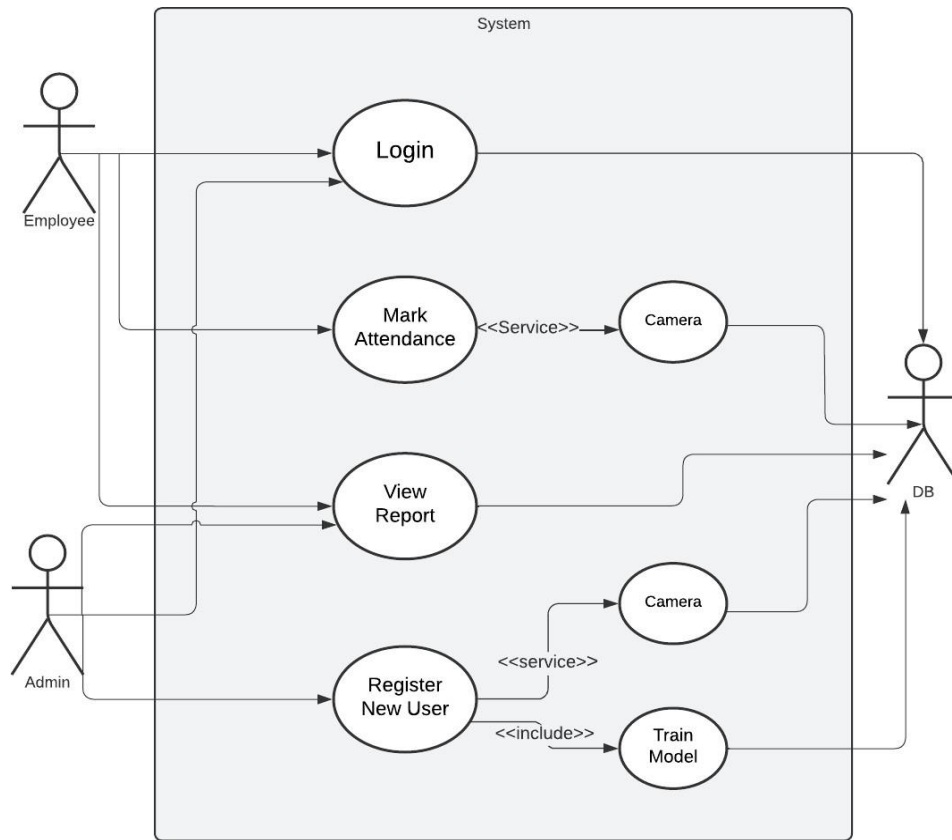 System
Login
Employee
Mark
Attendance
<<Service>>
Camera
View
Report
DB
Camera
<<service>>
Admin
Register
New User
<<include>>
Train
Model